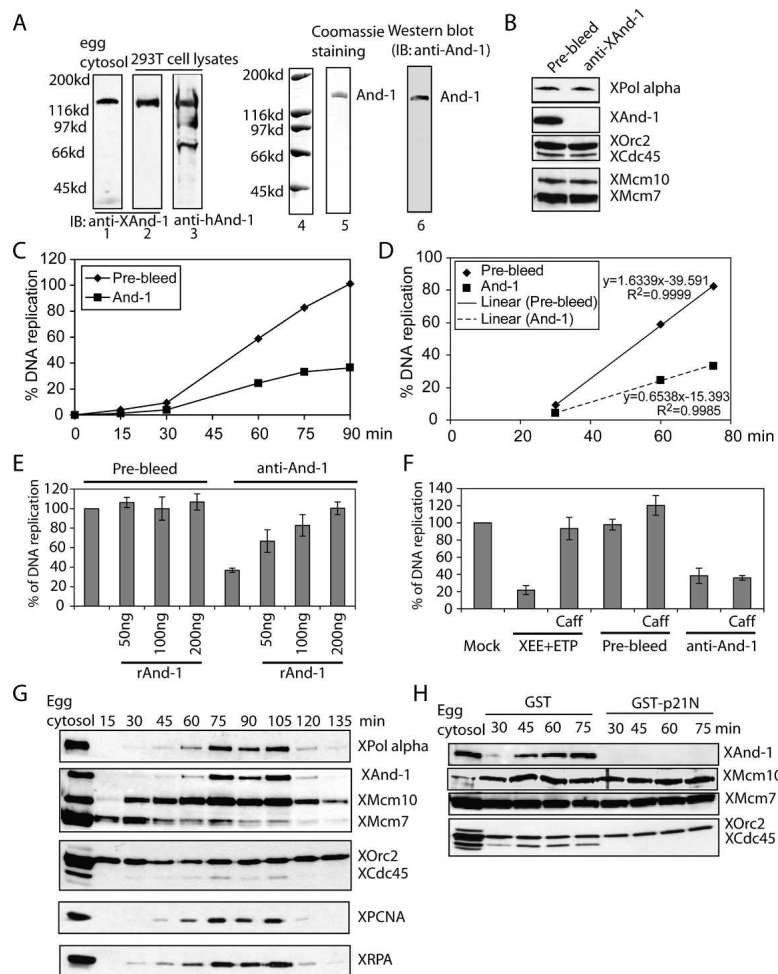 A
egg
cytosol
293T cell lysates
200kd
116kd
97kd
66kd
45kd
IB: anti-XAnd-1
anti-hAnd-1
1 2 3
Coomassie
staining
Western blot
(IB: anti-And-1)
200kd
116kd
97kd
66kd
45kd
And-1
And-1
4 5 6
B
Pre-bleed
anti-XAnd-1
XPol alpha
XAnd-1
XOrc2
XCdc45
XMcm10
XMcm7
C
% DNA replication
120
100
80
60
40
20
0
Pre-bleed
And-1
0 15 30 45 60 75 90 min
D
% DNA replication
100
80
60
40
20
0
Pre-bleed
And-1
Linear (Pre-bleed)
Linear (And-1)
y=1.6339x-39.591
R2=0.9999
y=0.6538x-15.393
R2=0.9985
0 20 40 60 80 min
E
Pre-bleed
anti-And-1
% of DNA replication
120
100
80
60
40
20
0
50ng 100ng 200ng 50ng 100ng 200ng
rAnd-1 rAnd-1
F
% of DNA replication
140
120
100
80
60
40
20
0
Caff Caff Caff
Mock XEE+ETP Pre-bleed anti-And-1
G
Egg
cytosol 15 30 45 60 75 90 105 120 135 min
XPol alpha
XAnd-1
XMcm10
XMcm7
XOrc2
XCdc45
XPCNA
XRPA
H
Egg
cytosol
GST GST-p21N
30 45 60 75 30 45 60 75 min
XAnd-1
XMcm10
XMcm7
XOrc2
XCdc45